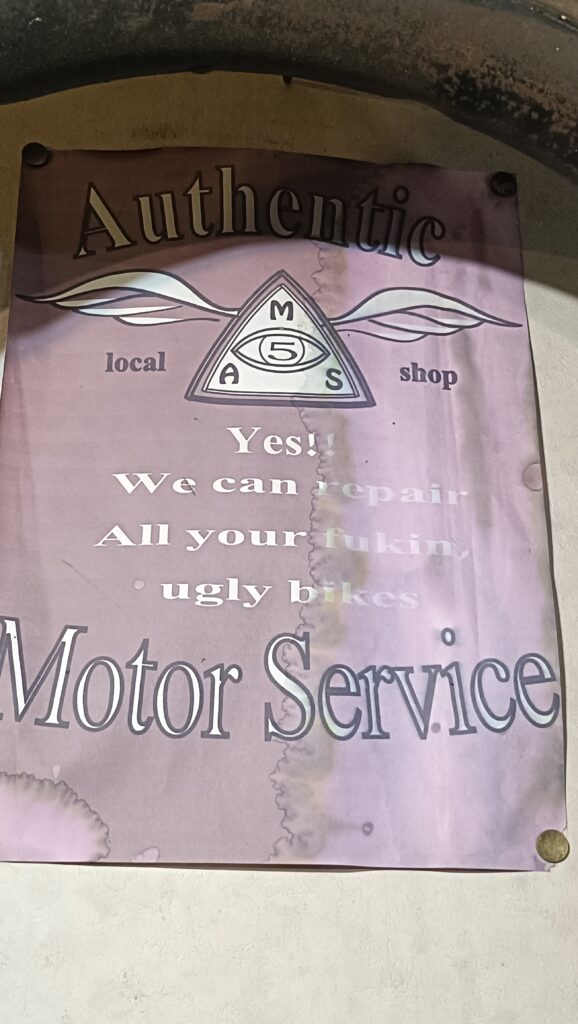 Authentic
M
5
A S
local shop
Yes!!
We can repair
All your fukin,
ugly bikes
Motor Service